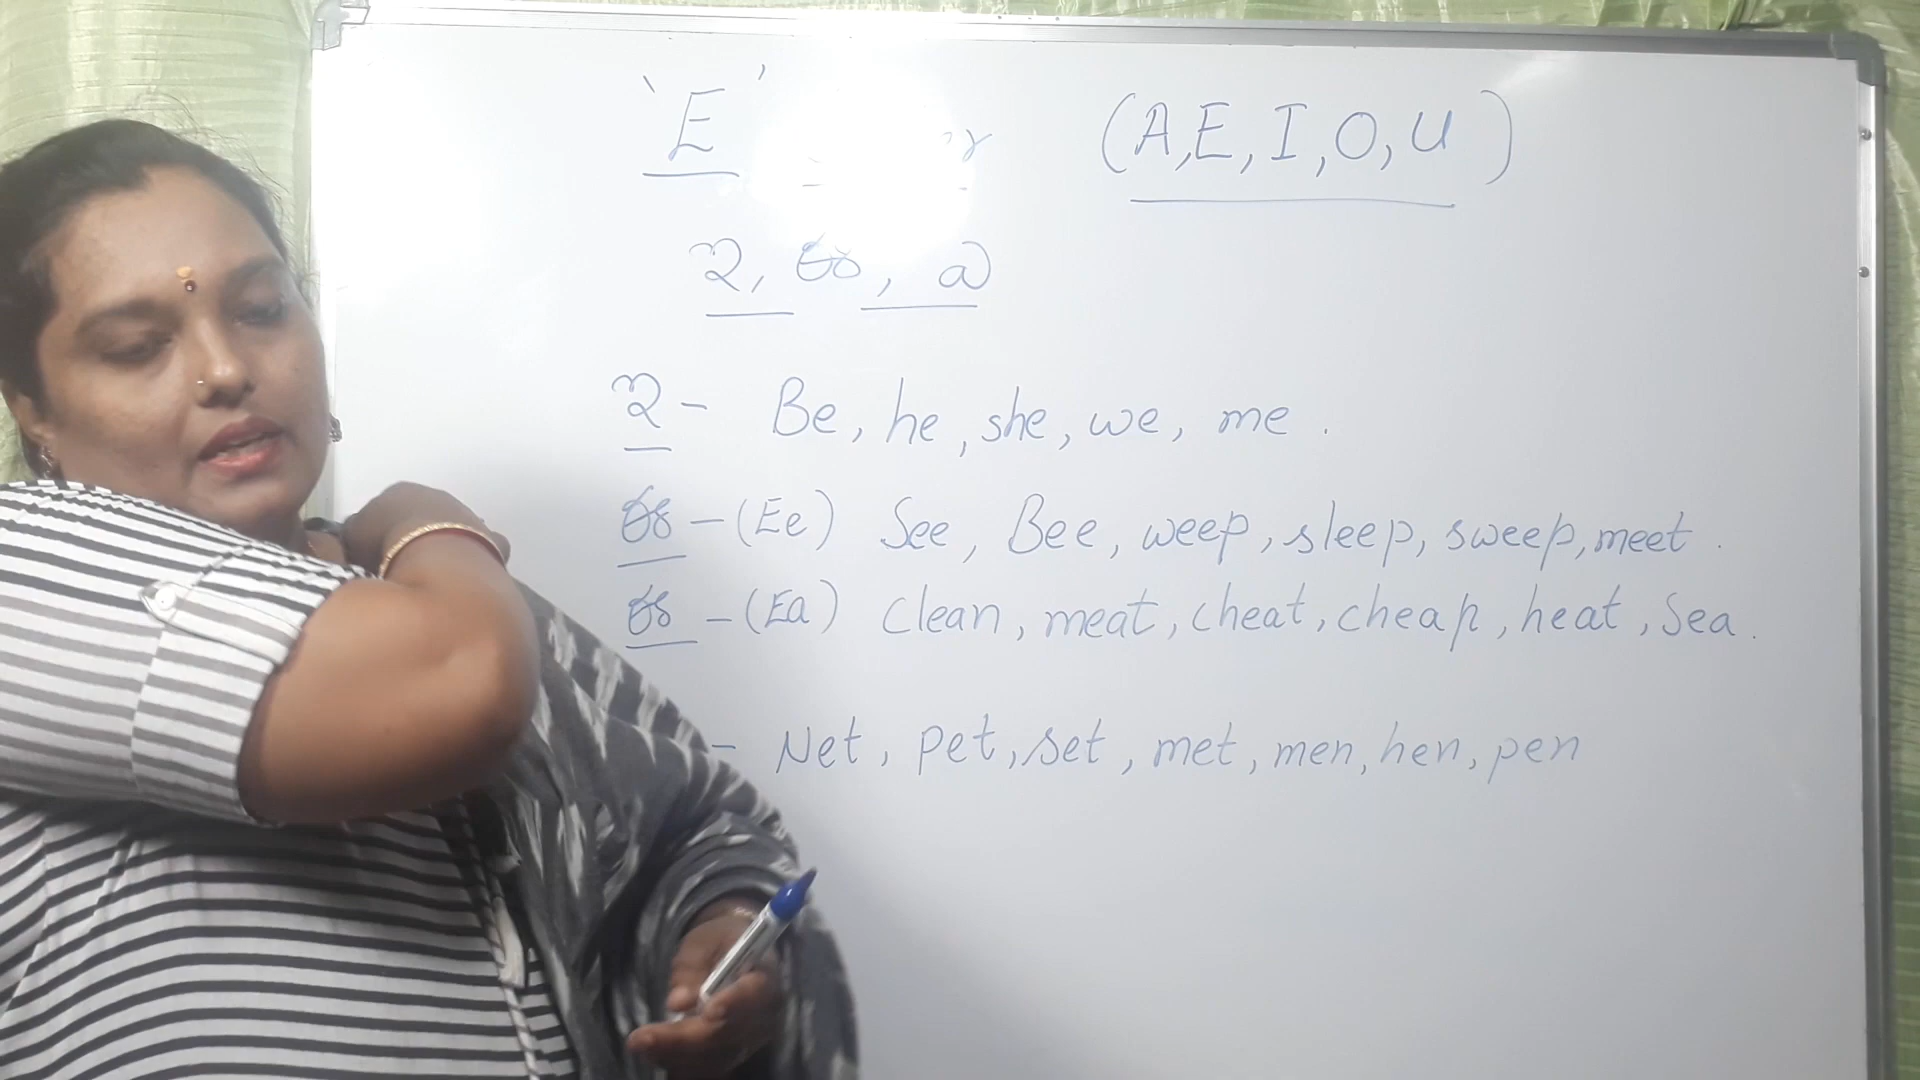 'E' (A,E,I,O,U)
ಇ, ಈ, ಎ
ಇ - Be, he, she, we, me.
ಈ - (Ee) See, Bee, weep, sleep, sweep, meet.
ಈ - (Ea) Clean, meat, cheat, cheap, heat, Sea.
- Net, pet, set, met, men, hen, pen